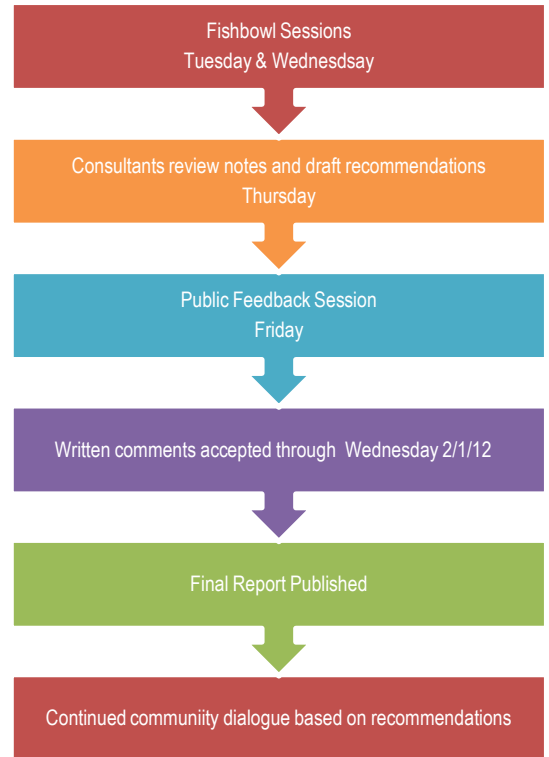 Fishbowl Sessions
Tuesday & Wednesdsay
Consultants review notes and draft recommendations
Thursday
Public Feedback Session
Friday
Written comments accepted through  Wednesday 2/1/12
Final Report Published
Continued communiity dialogue based on recommendations